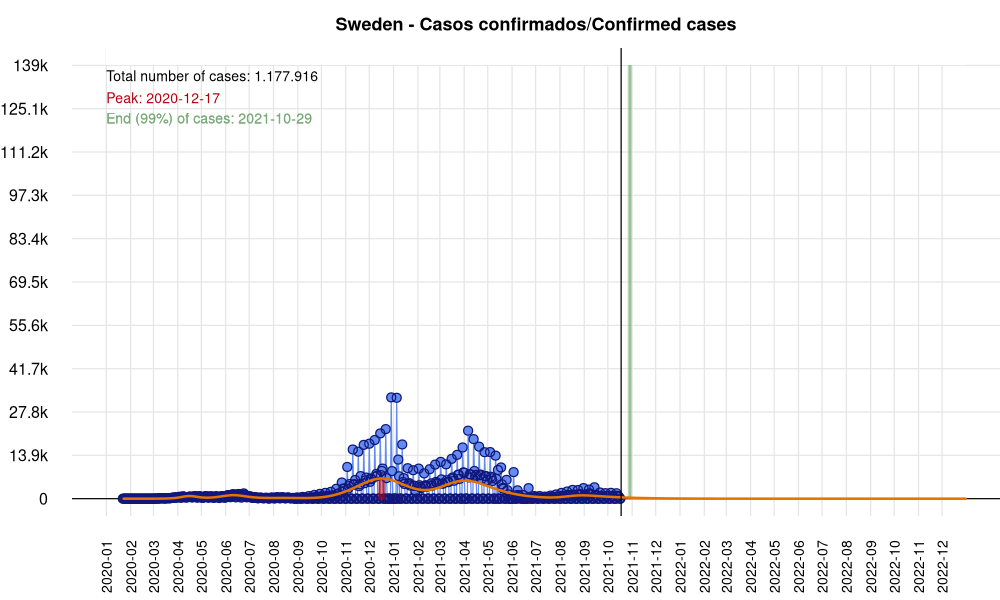 Sweden - Casos confirmados/Confirmed cases
139k
Total number of cases: 1.177.916
Peak: 2020-12-17
125.1k
End (99%) of cases: 2021-10-29
111.2k
97.3k
83.4k
69.5k
55.6k
41.7k
27.8k
13.9k
0
2020-01
2020-02
2020-03
2020-04
2020-05
2020-06
2020-07
2020-08
2020-09
2020-10
2020-11
2020-12
2021-01
2021-02
2021-03
2021-04
2021-05
2021-06
2021-07
2021-08
2021-09
2021-10
2021-11
2021-12
2022-01
2022-02
2022-03
2022-04
2022-05
2022-06
2022-07
2022-08
2022-09
2022-10
2022-11
2022-12